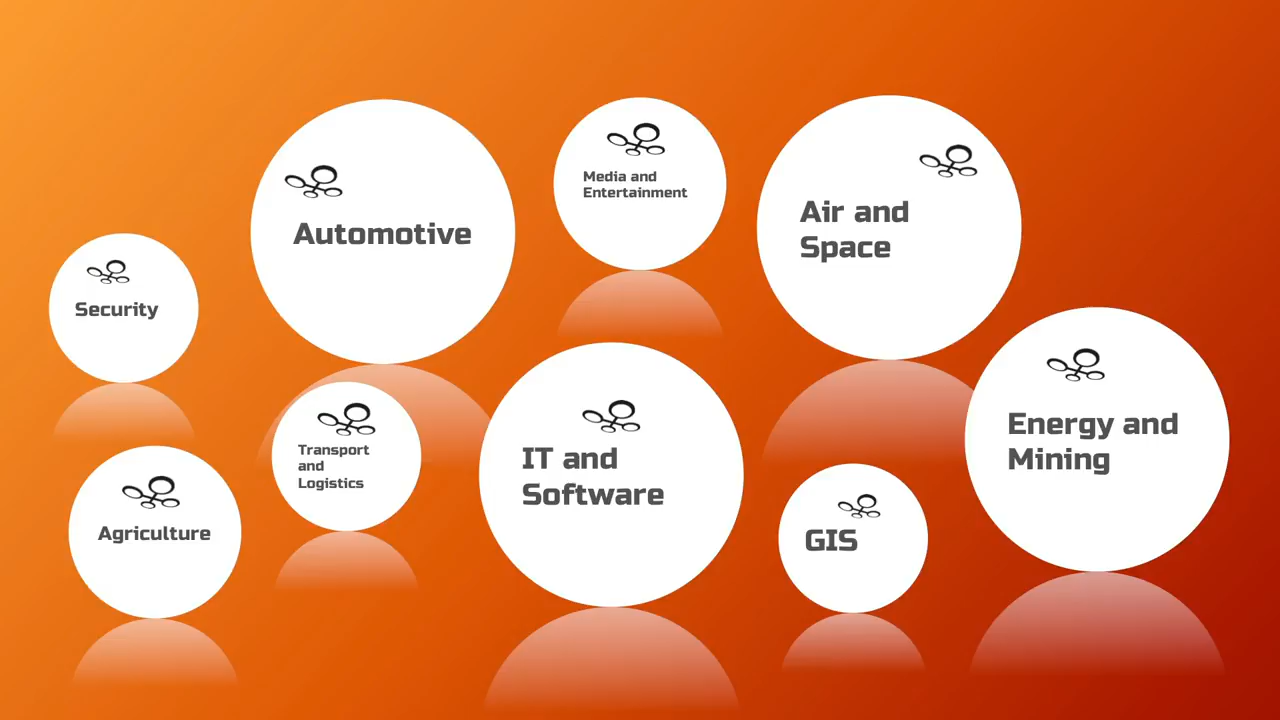 Media and
Entertainment
Air and
Space
Automotive
Security
Energy and
Mining
Transport
and
Logistics
IT and
Software
Agriculture
GIS